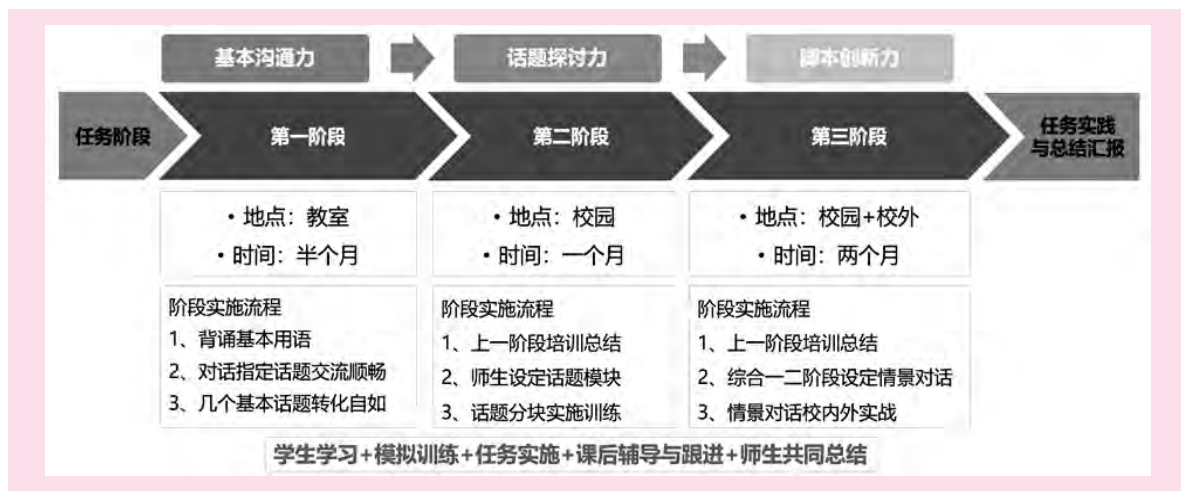 基本沟通力
话题探讨力
脚本创新力
任务阶段
第一阶段
第二阶段
第三阶段
任务实践
与总结汇报
• 地点：教室
• 时间：半个月
• 地点：校园
• 时间：一个月
• 地点：校园+校外
• 时间：两个月
阶段实施流程
1、背诵基本用语
2、对话指定话题交流顺畅
3、几个基本话题转化自如
阶段实施流程
1、上一阶段培训总结
2、师生设定话题模块
3、话题分块实施训练
阶段实施流程
1、上一阶段培训总结
2、综合一二阶段设定情景对话
3、情景对话校内外实战
学生学习+模拟训练+任务实施+课后辅导与跟进+师生共同总结